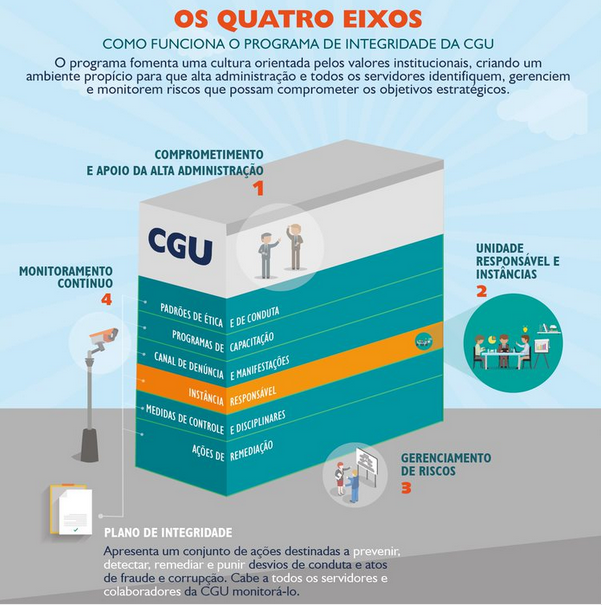 OS QUATRO EIXOS
COMO FUNCIONA O PROGRAMA DE INTEGRIDADE DA CGU
O programa fomenta uma cultura orientada pelos valores institucionais, criando um
ambiente propício para que alta administração e todos os servidores identifiquem, gerenciem
e monitorem riscos que possam comprometer os objetivos estratégicos.
COMPROMETIMENTO
E APOIO DA ALTA ADMINISTRAÇÃO
1
CGU
UNIDADE
RESPONSÁVEL E
INSTÂNCIAS
2
MONITORAMENTO
CONTINUO
4
PADRÕES DE ÉTICA E DE CONDUTA
PROGRAMAS DE CAPACITAÇÃO
CANAL DE DENÚNCIA E MANIFESTAÇÕES
INSTÂNCIA RESPONSÁVEL
MEDIDAS DE CONTROLE E DISCIPLINARES
AÇÕES DE REMEDIAÇÃO
GERENCIAMENTO
DE RISCOS
3
PLANO DE INTEGRIDADE
Apresenta um conjunto de ações destinadas a prevenir,
detectar, remediar e punir desvios de conduta e atos
de fraude e corrupção. Cabe a todos os servidores e
colaboradores da CGU monitorá-lo.